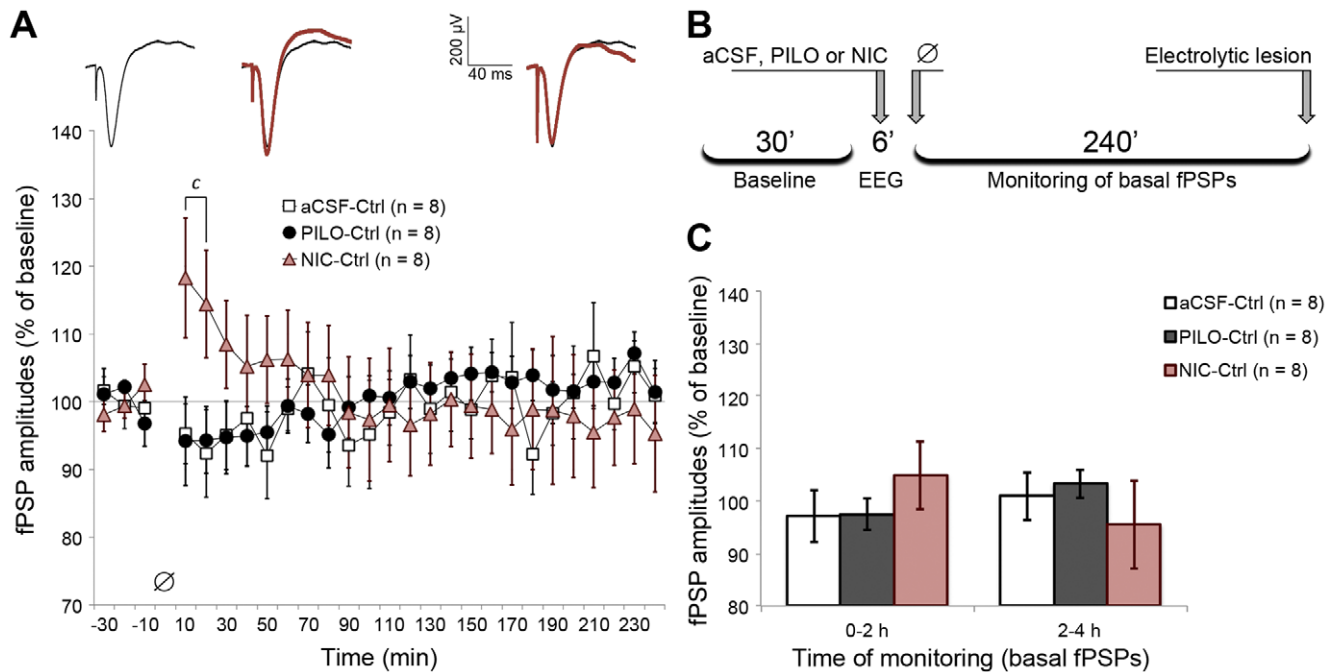 A
200 µV
40 ms
fPSP amplitudes (% of baseline)
140
130
120
110
100
90
80
70
c
aCSF-Ctrl (n = 8)
PILO-Ctrl (n = 8)
NIC-Ctrl (n = 8)
∅
-30 -10 10 30 50 70 90 110 130 150 170 190 210 230
Time (min)
B
aCSF, PILO or NIC
∅
Electrolytic lesion
30' 6' 240'
Baseline EEG Monitoring of basal fPSPs
C
fPSP amplitudes (% of baseline)
140
130
120
110
100
90
80
aCSF-Ctrl (n = 8)
PILO-Ctrl (n = 8)
NIC-Ctrl (n = 8)
0-2 h 2-4 h
Time of monitoring (basal fPSPs)